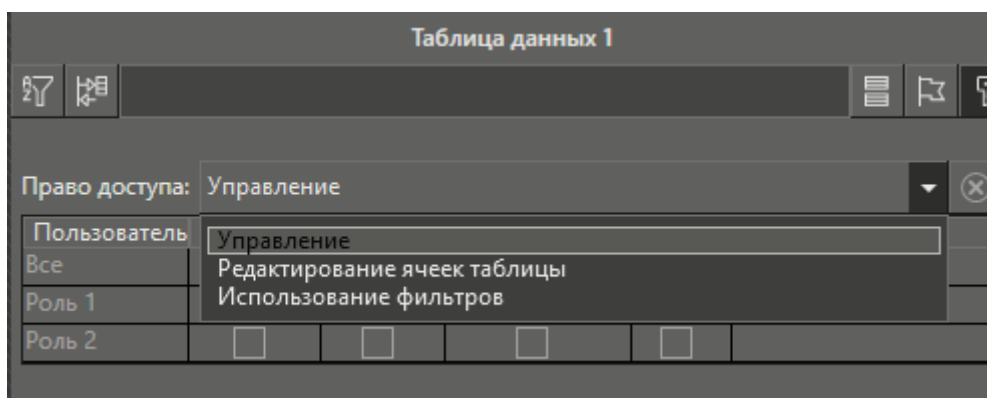 Таблица данных 1
Право доступа: Управление
Пользователь
Управление
Все
Редактирование ячеек таблицы
Роль 1
Использование фильтров
Роль 2